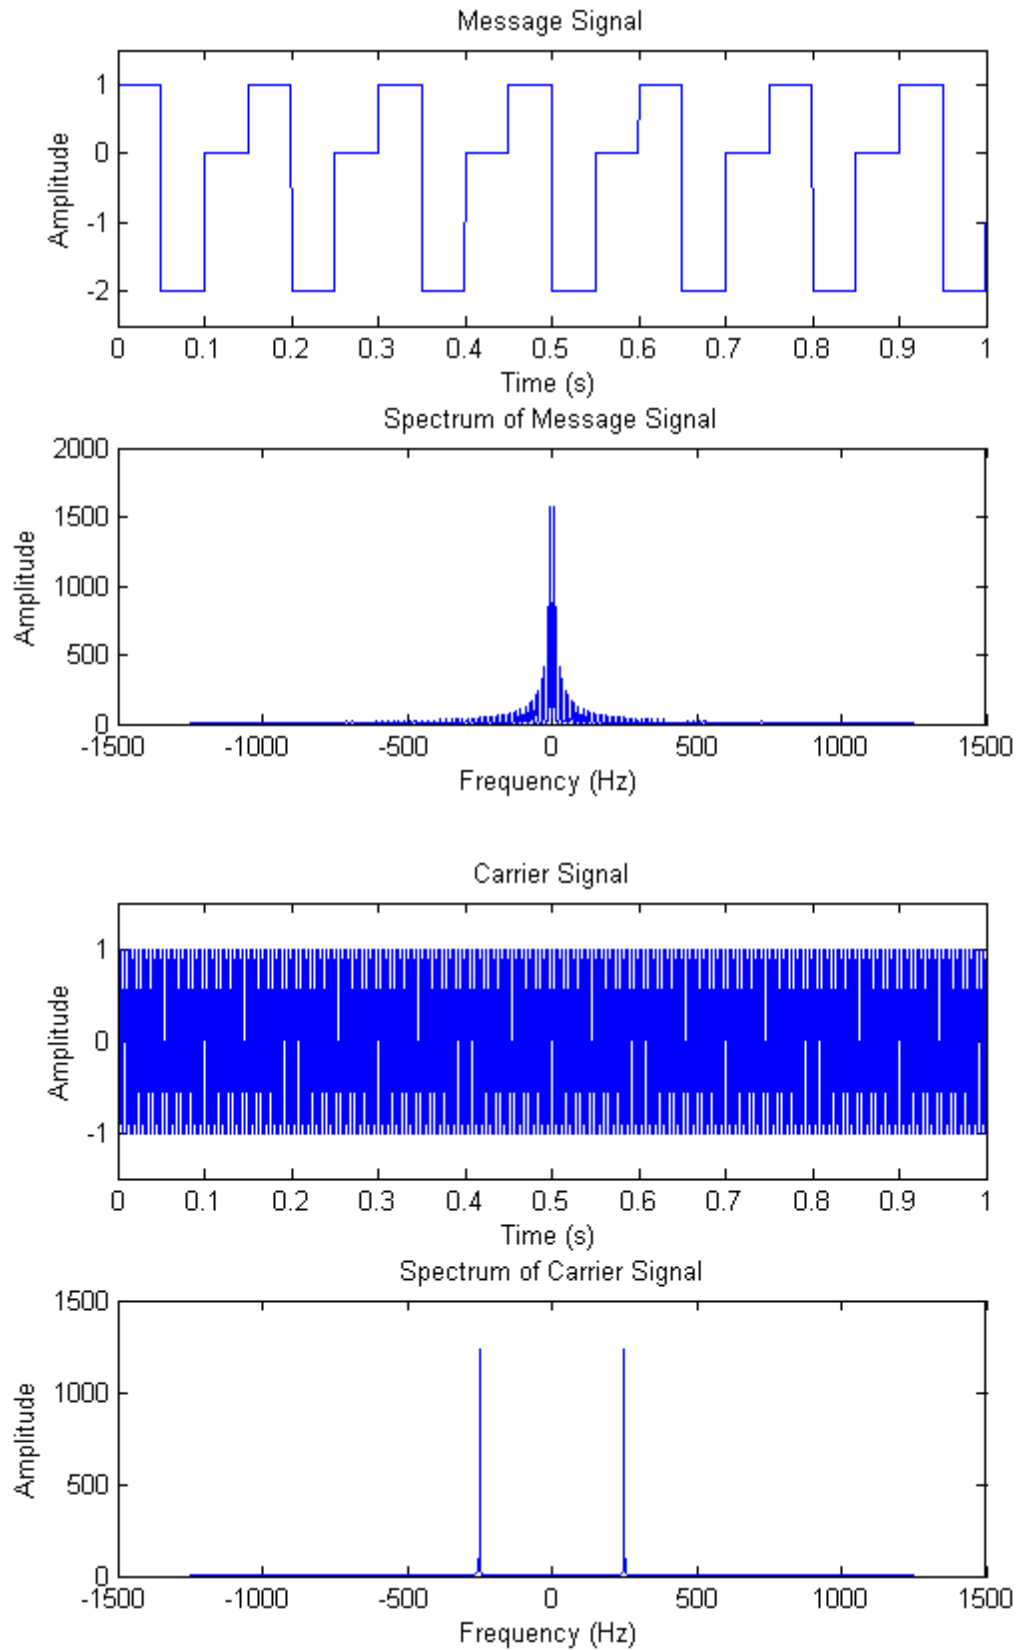 Message Signal
1
0
-1
-2
Amplitude
0 0.1 0.2 0.3 0.4 0.5 0.6 0.7 0.8 0.9 1
Time (s)
Spectrum of Message Signal
2000
1500
1000
500
0
Amplitude
-1500 -1000 -500 0 500 1000 1500
Frequency (Hz)
Carrier Signal
1
0
-1
Amplitude
0 0.1 0.2 0.3 0.4 0.5 0.6 0.7 0.8 0.9 1
Time (s)
Spectrum of Carrier Signal
1500
1000
500
0
Amplitude
-1500 -1000 -500 0 500 1000 1500
Frequency (Hz)